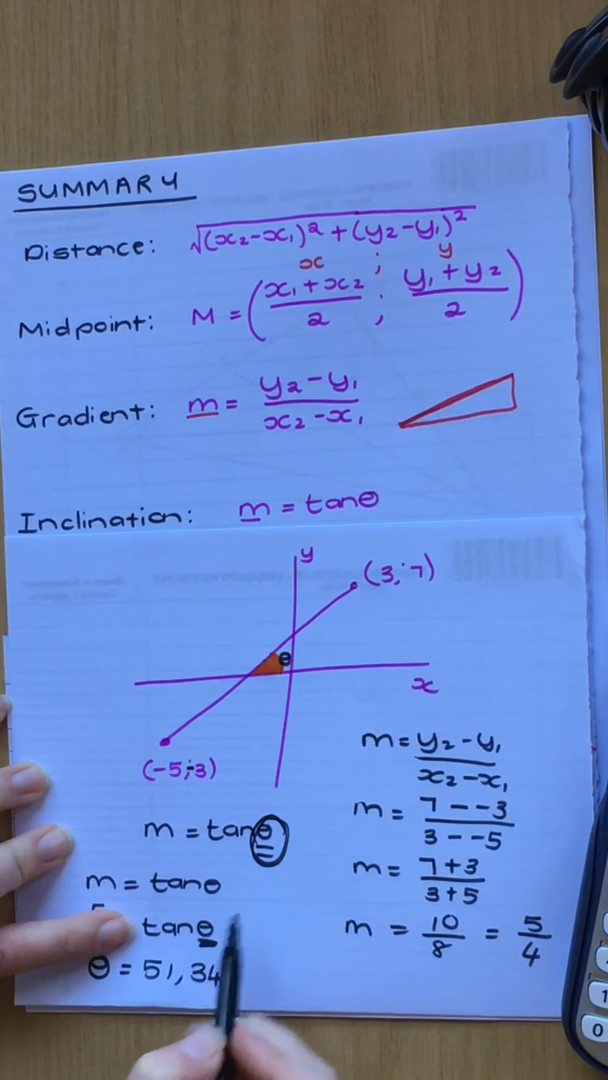 SUMMARY
Distance: √(x₂-x₁)² + (y₂-y₁)²
x ; y
Midpoint: M = (x₁+x₂/2 ; y₁+y₂/2)
Gradient: m = y₂-y₁/x₂-x₁
Inclination: m = tanθ
y
(3;7)
θ
x
(-5;-3)
m = y₂-y₁/x₂-x₁
m = 7--3/3--5
m = 7+3/3+5
m = 10/8 = 5/4
m = tanθ
m = tanθ
tanθ
θ = 51,34
1
0